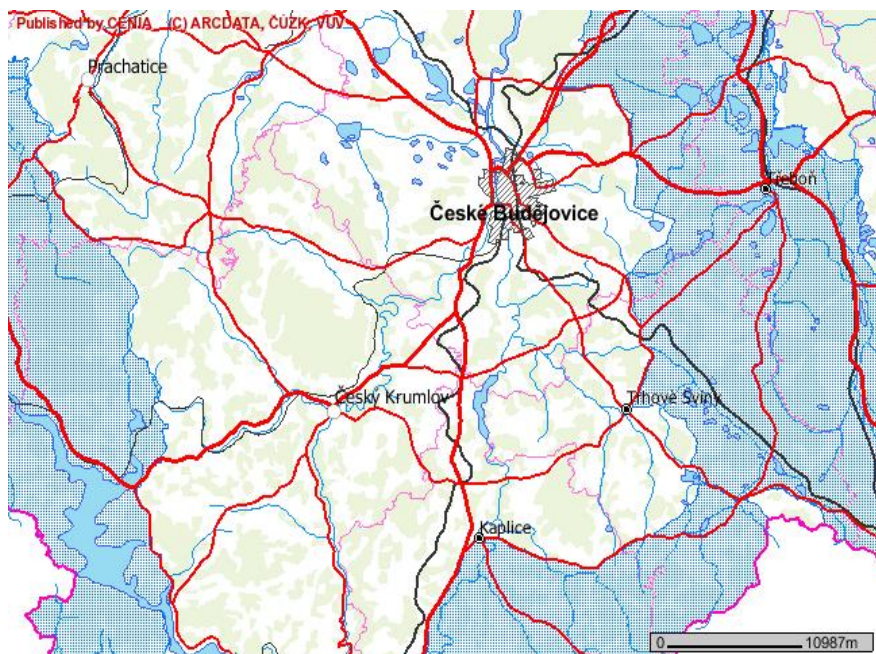 Published by CENIA (C) ARCDATA, ČÚZK, VÚV
Prachatice
Třeboň
České Budějovice
Český Krumlov
Trhové Sviny
Kaplice
0 10987m